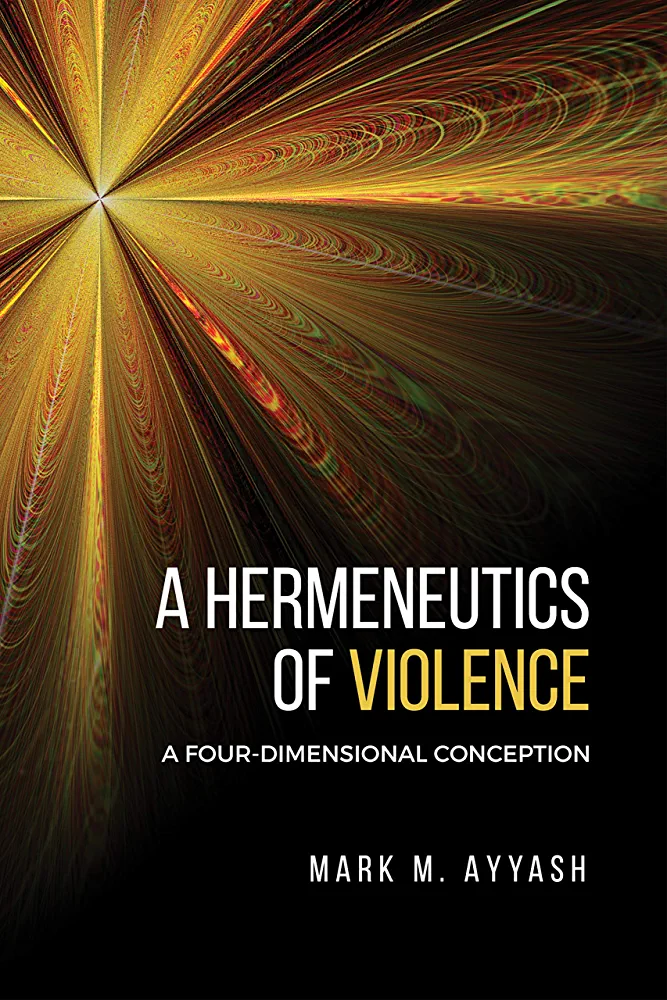 A HERMENEUTICS
OF VIOLENCE
A FOUR-DIMENSIONAL CONCEPTION
MARK M. AYYASH